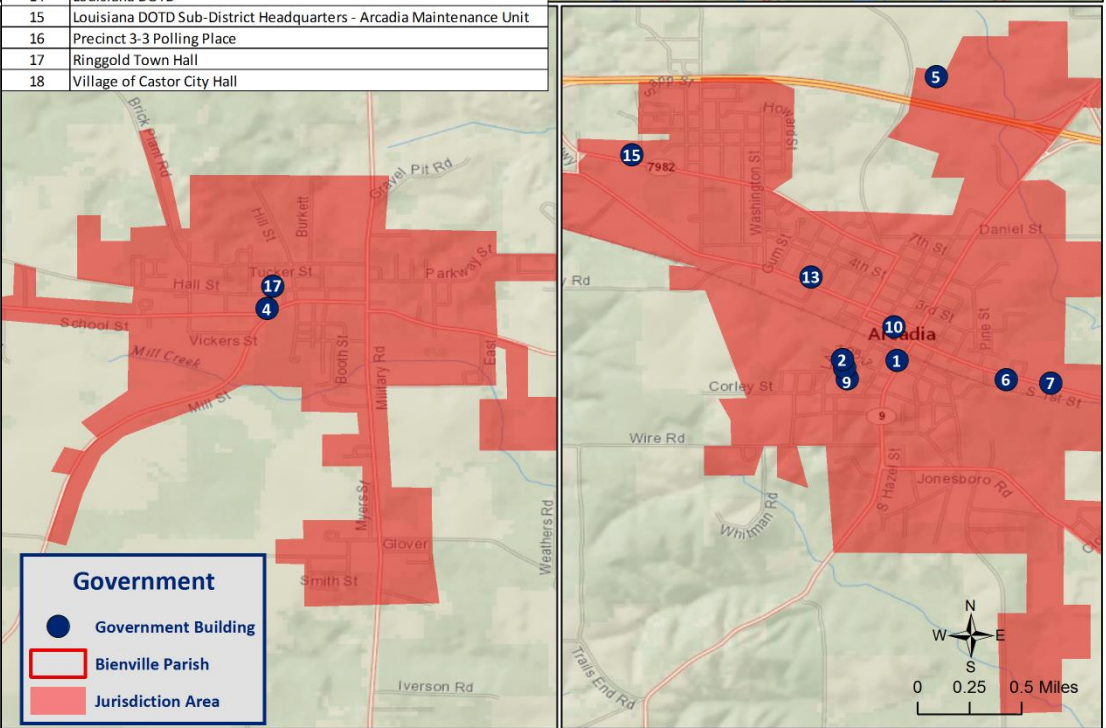 14 Louisiana DOTD
15 Louisiana DOTD Sub-District Headquarters - Arcadia Maintenance Unit
16 Precinct 3-3 Polling Place
17 Ringgold Town Hall
18 Village of Castor City Hall
Brick Plant Rd
Gravel Pit Rd
Hill St
Burkett
Tucker St
Parkway St
Hall St
17
4
School St
Vickers St
Mill Creek
Booth St
Military Rd
East
Mill St
Myers St
Glover
Weathers Rd
Smith St
Iverson Rd
Government
Government Building
Bienville Parish
Jurisdiction Area
Sapp St
5
15
7982
Washington St
Gum St
7th St
Daniel St
4th St
13
3rd St
10
Arcadia
Pine St
2
1
9
6
7
S 1st St
Corley St
9
Wire Rd
S Hazel St
Jonesboro Rd
Whitman Rd
Trails End Rd
N
W E
S
0 0.25 0.5 Miles